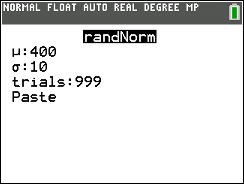 NORMAL FLOAT AUTO REAL DEGREE MP
randNorm
μ:400
σ:10
trials:999
Paste